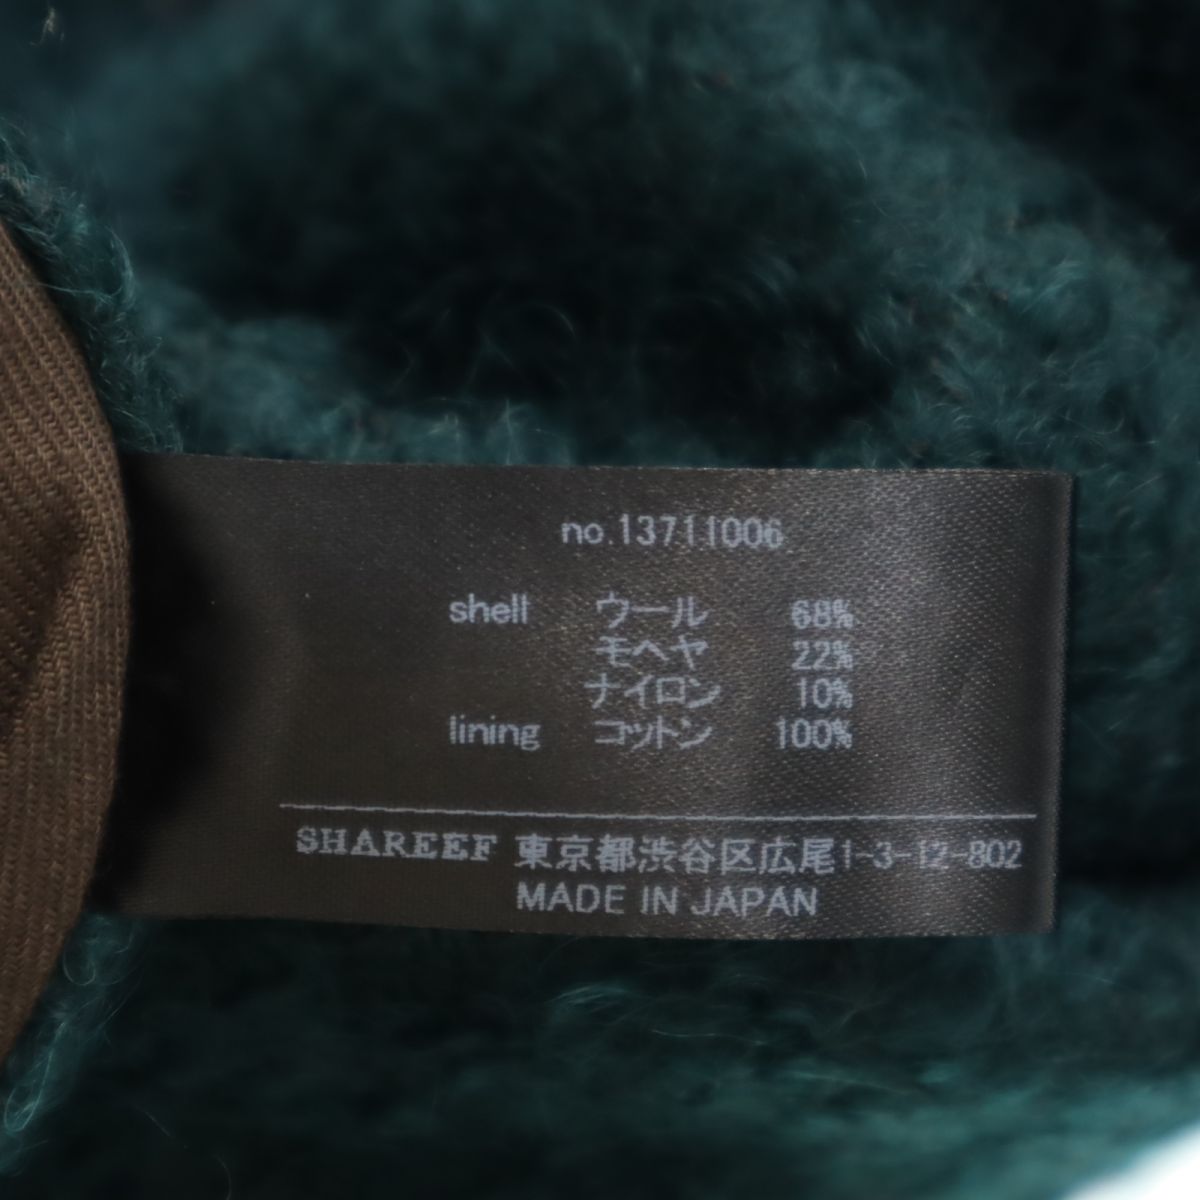 no.13711006
shell ウール 68%
モヘヤ 22%
ナイロン 10%
lining コットン 100%
SHAREEF 東京都渋谷区広尾1-3-12-802
MADE IN JAPAN